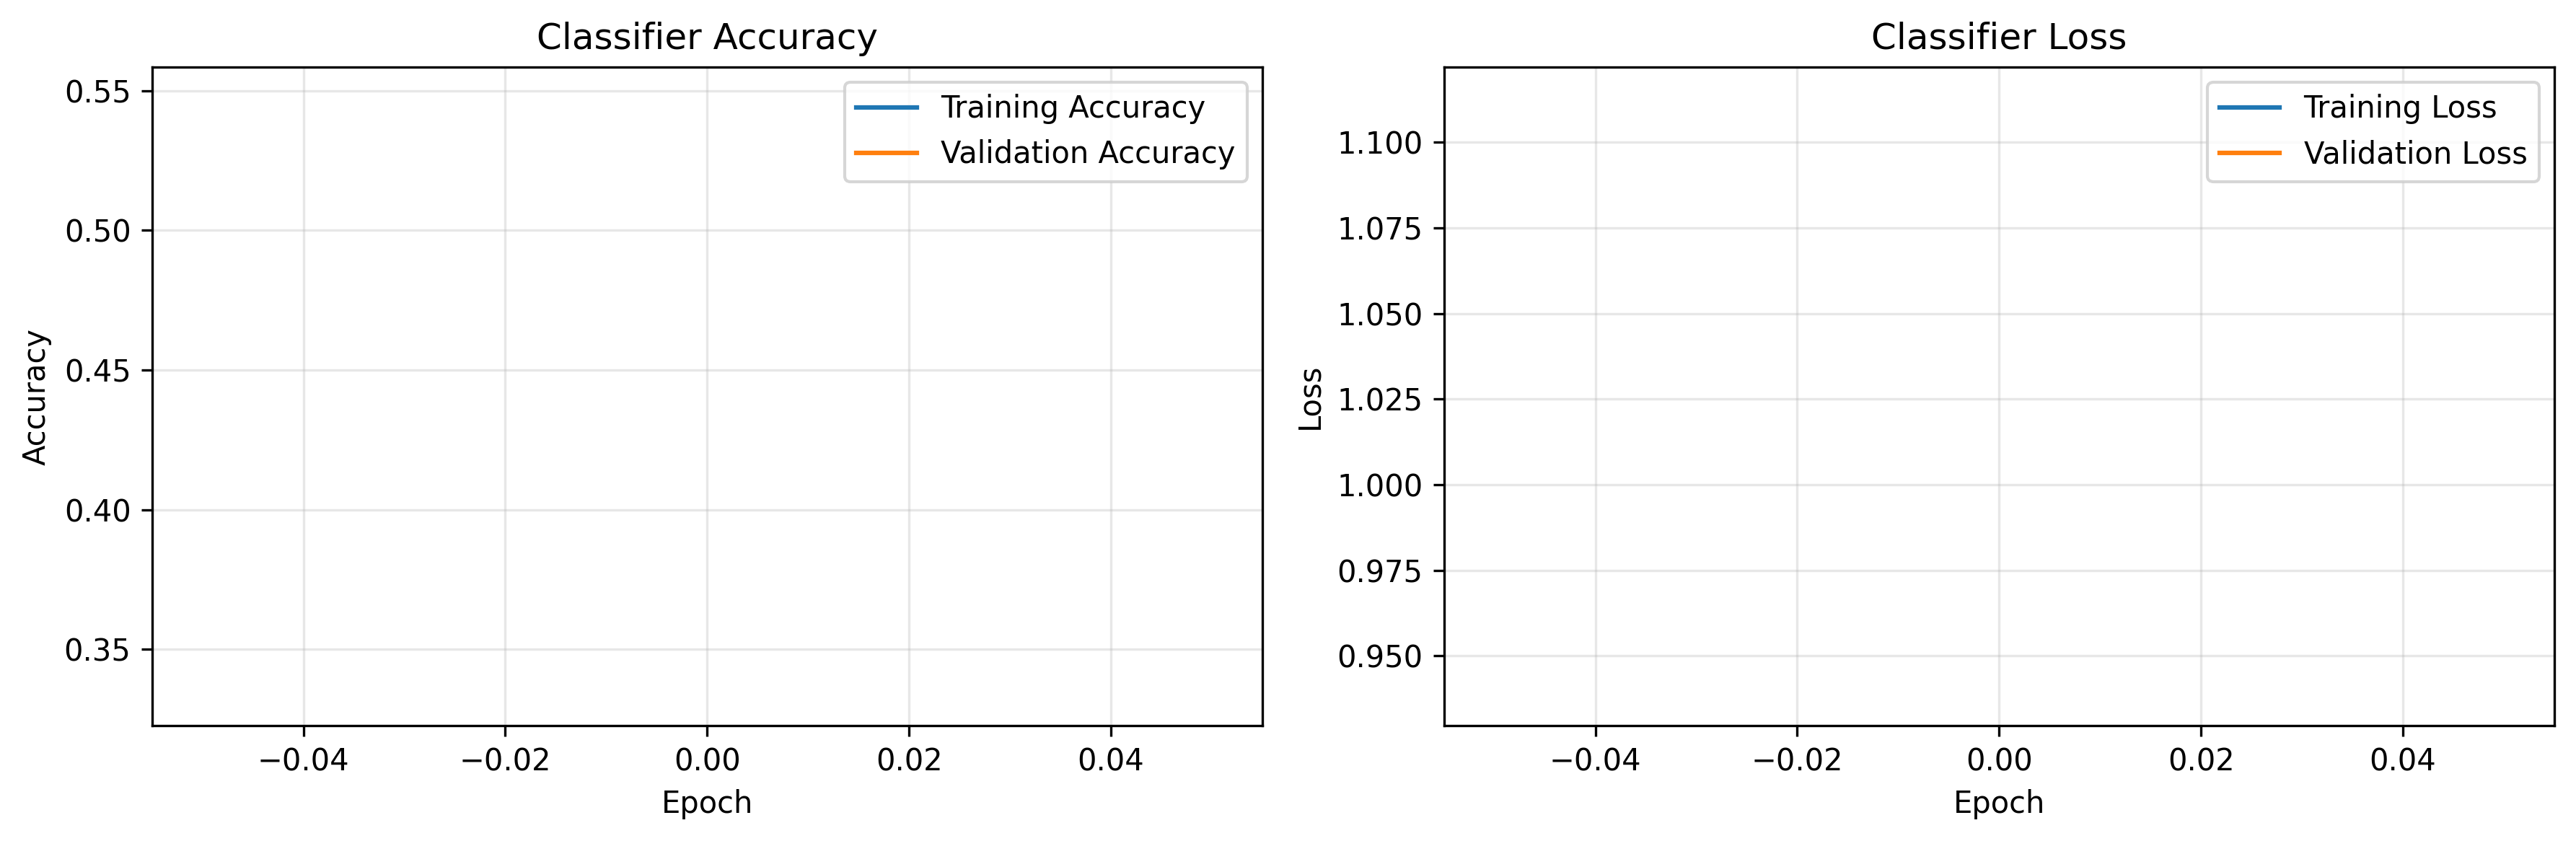 Classifier Accuracy
0.55
0.50
0.45
0.40
0.35
Accuracy
Training Accuracy
Validation Accuracy
−0.04 −0.02 0.00 0.02 0.04
Epoch
Classifier Loss
1.100
1.075
1.050
1.025
1.000
0.975
0.950
Loss
Training Loss
Validation Loss
−0.04 −0.02 0.00 0.02 0.04
Epoch